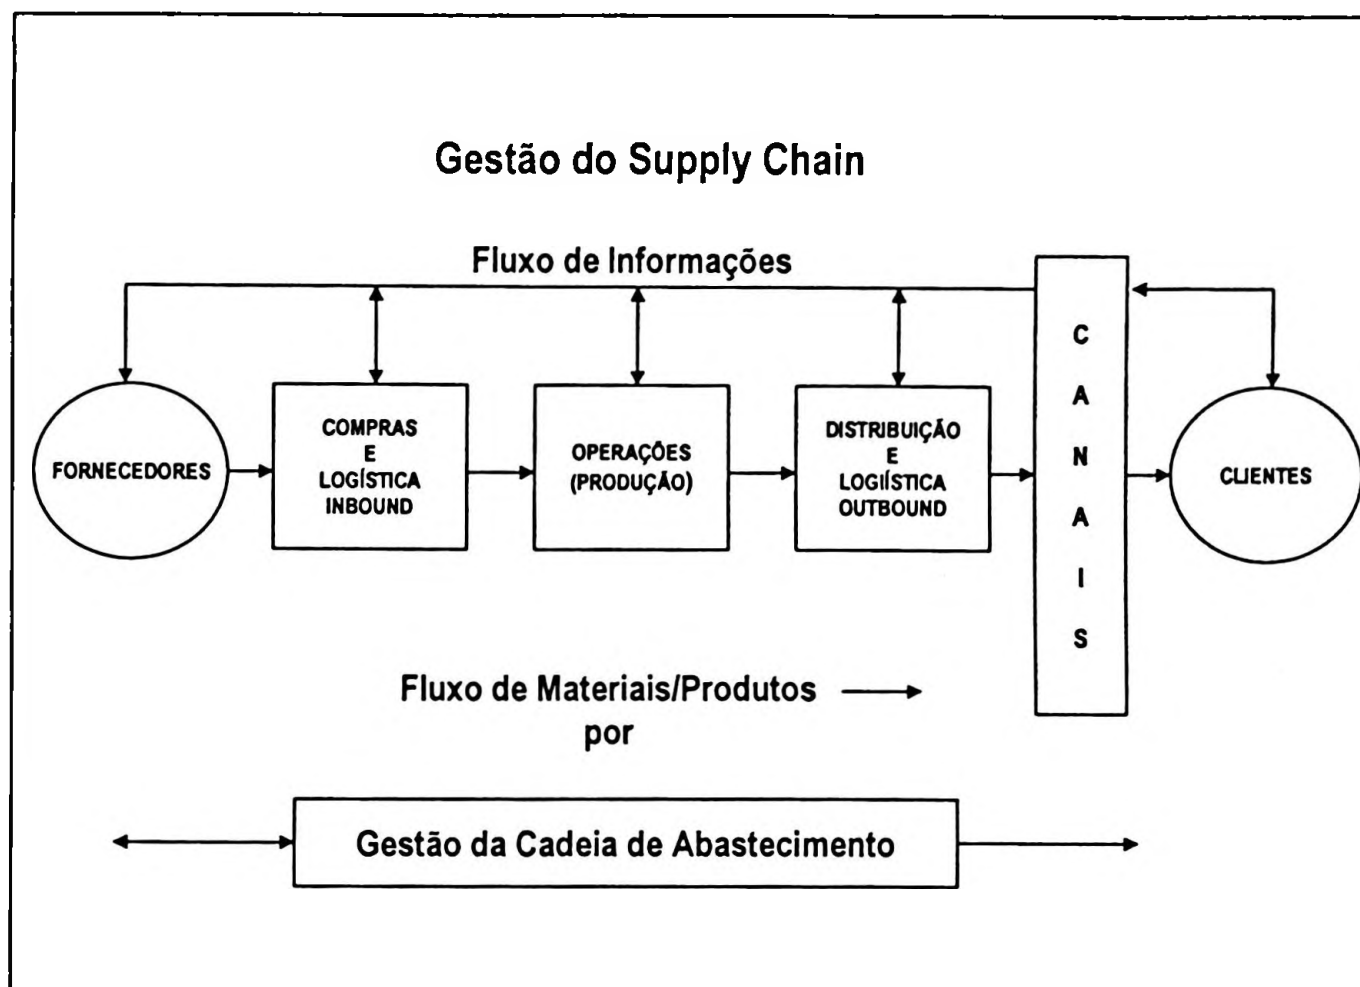 Gestão do Supply Chain
Fluxo de Informações
FORNECEDORES
COMPRAS
E
LOGÍSTICA
INBOUND
OPERAÇÕES
(PRODUÇÃO)
DISTRIBUIÇÃO
E
LOGIÍSTICA
OUTBOUND
C
A
N
A
I
S
CLIENTES
Fluxo de Materiais/Produtos
por
Gestão da Cadeia de Abastecimento